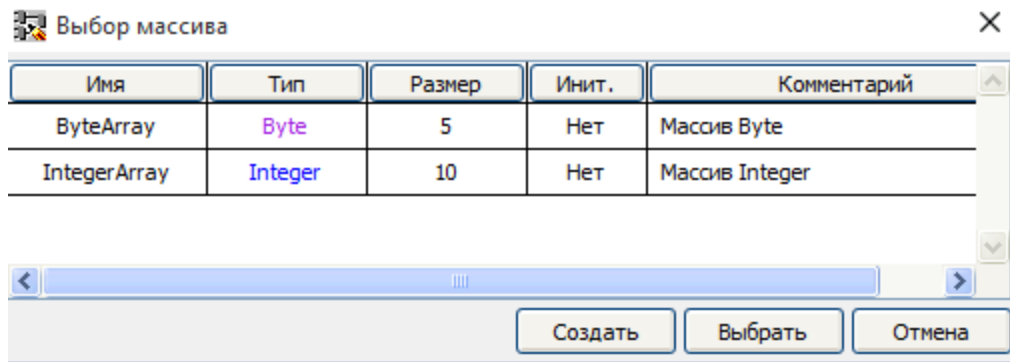 Выбор массива
Имя Тип Размер Инит. Комментарий
ByteArray Byte 5 Нет Массив Byte
IntegerArray Integer 10 Нет Массив Integer
Создать Выбрать Отмена